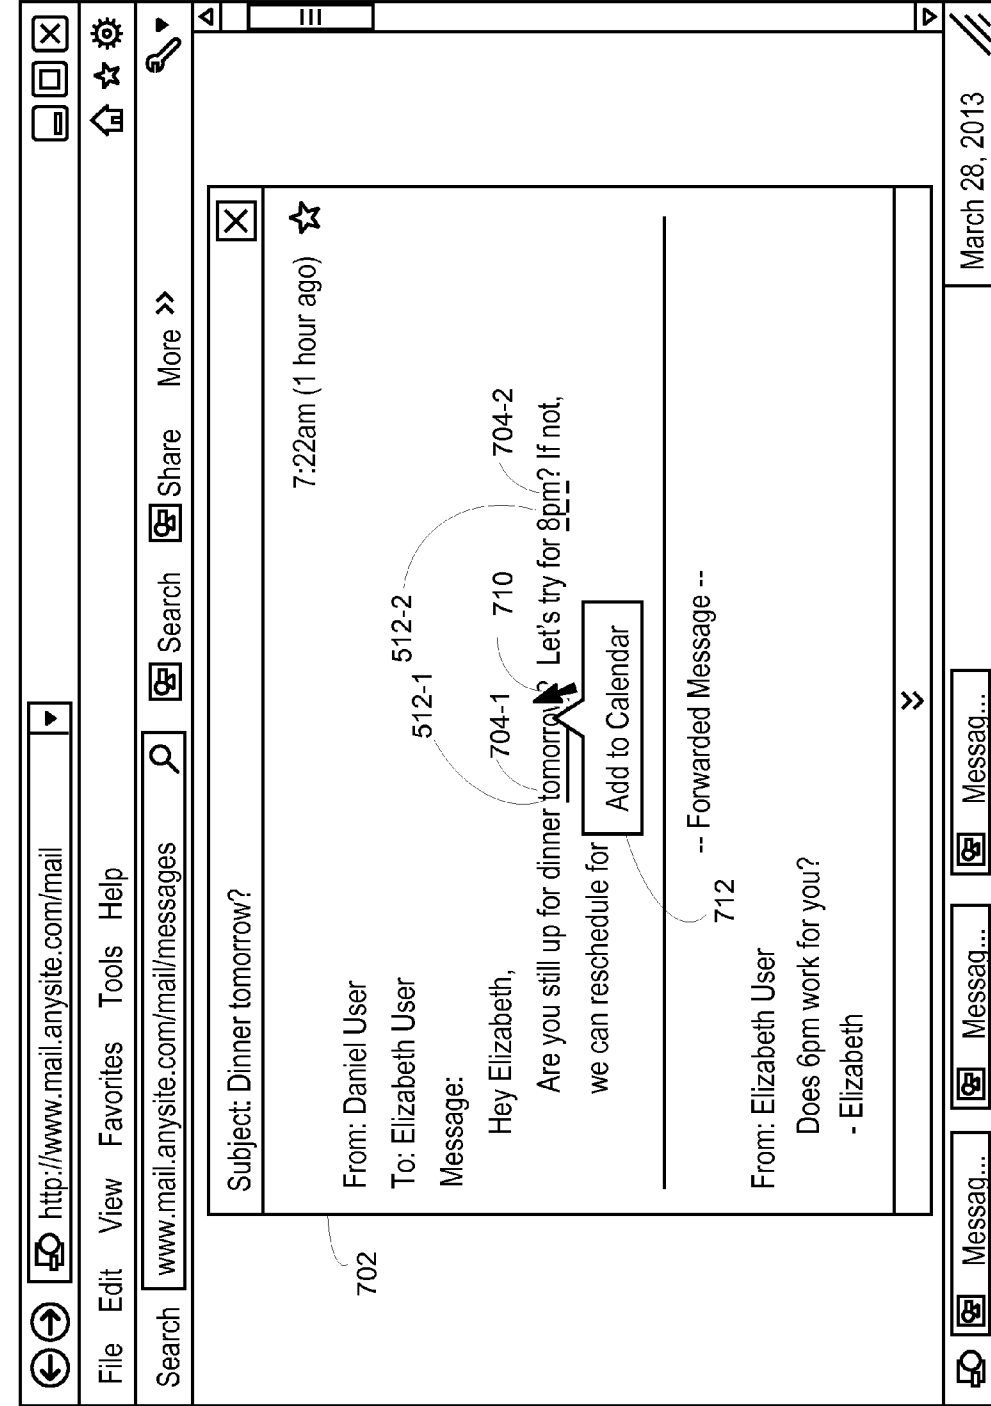 http://www.mail.anysite.com/mail
File Edit View Favorites Tools Help
Search www.mail.anysite.com/mail/messages Search Share More »
Subject: Dinner tomorrow?
7:22am (1 hour ago)
From: Daniel User
To: Elizabeth User
Message:
512-1
512-2
Hey Elizabeth,
704-1
710
704-2
Are you still up for dinner tomorrow? Let's try for 8pm? If not,
we can reschedule for
Add to Calendar
-- Forwarded Message --
712
From: Elizabeth User
Does 6pm work for you?
- Elizabeth
702
»
Messag... Messag... Messag... March 28, 2013